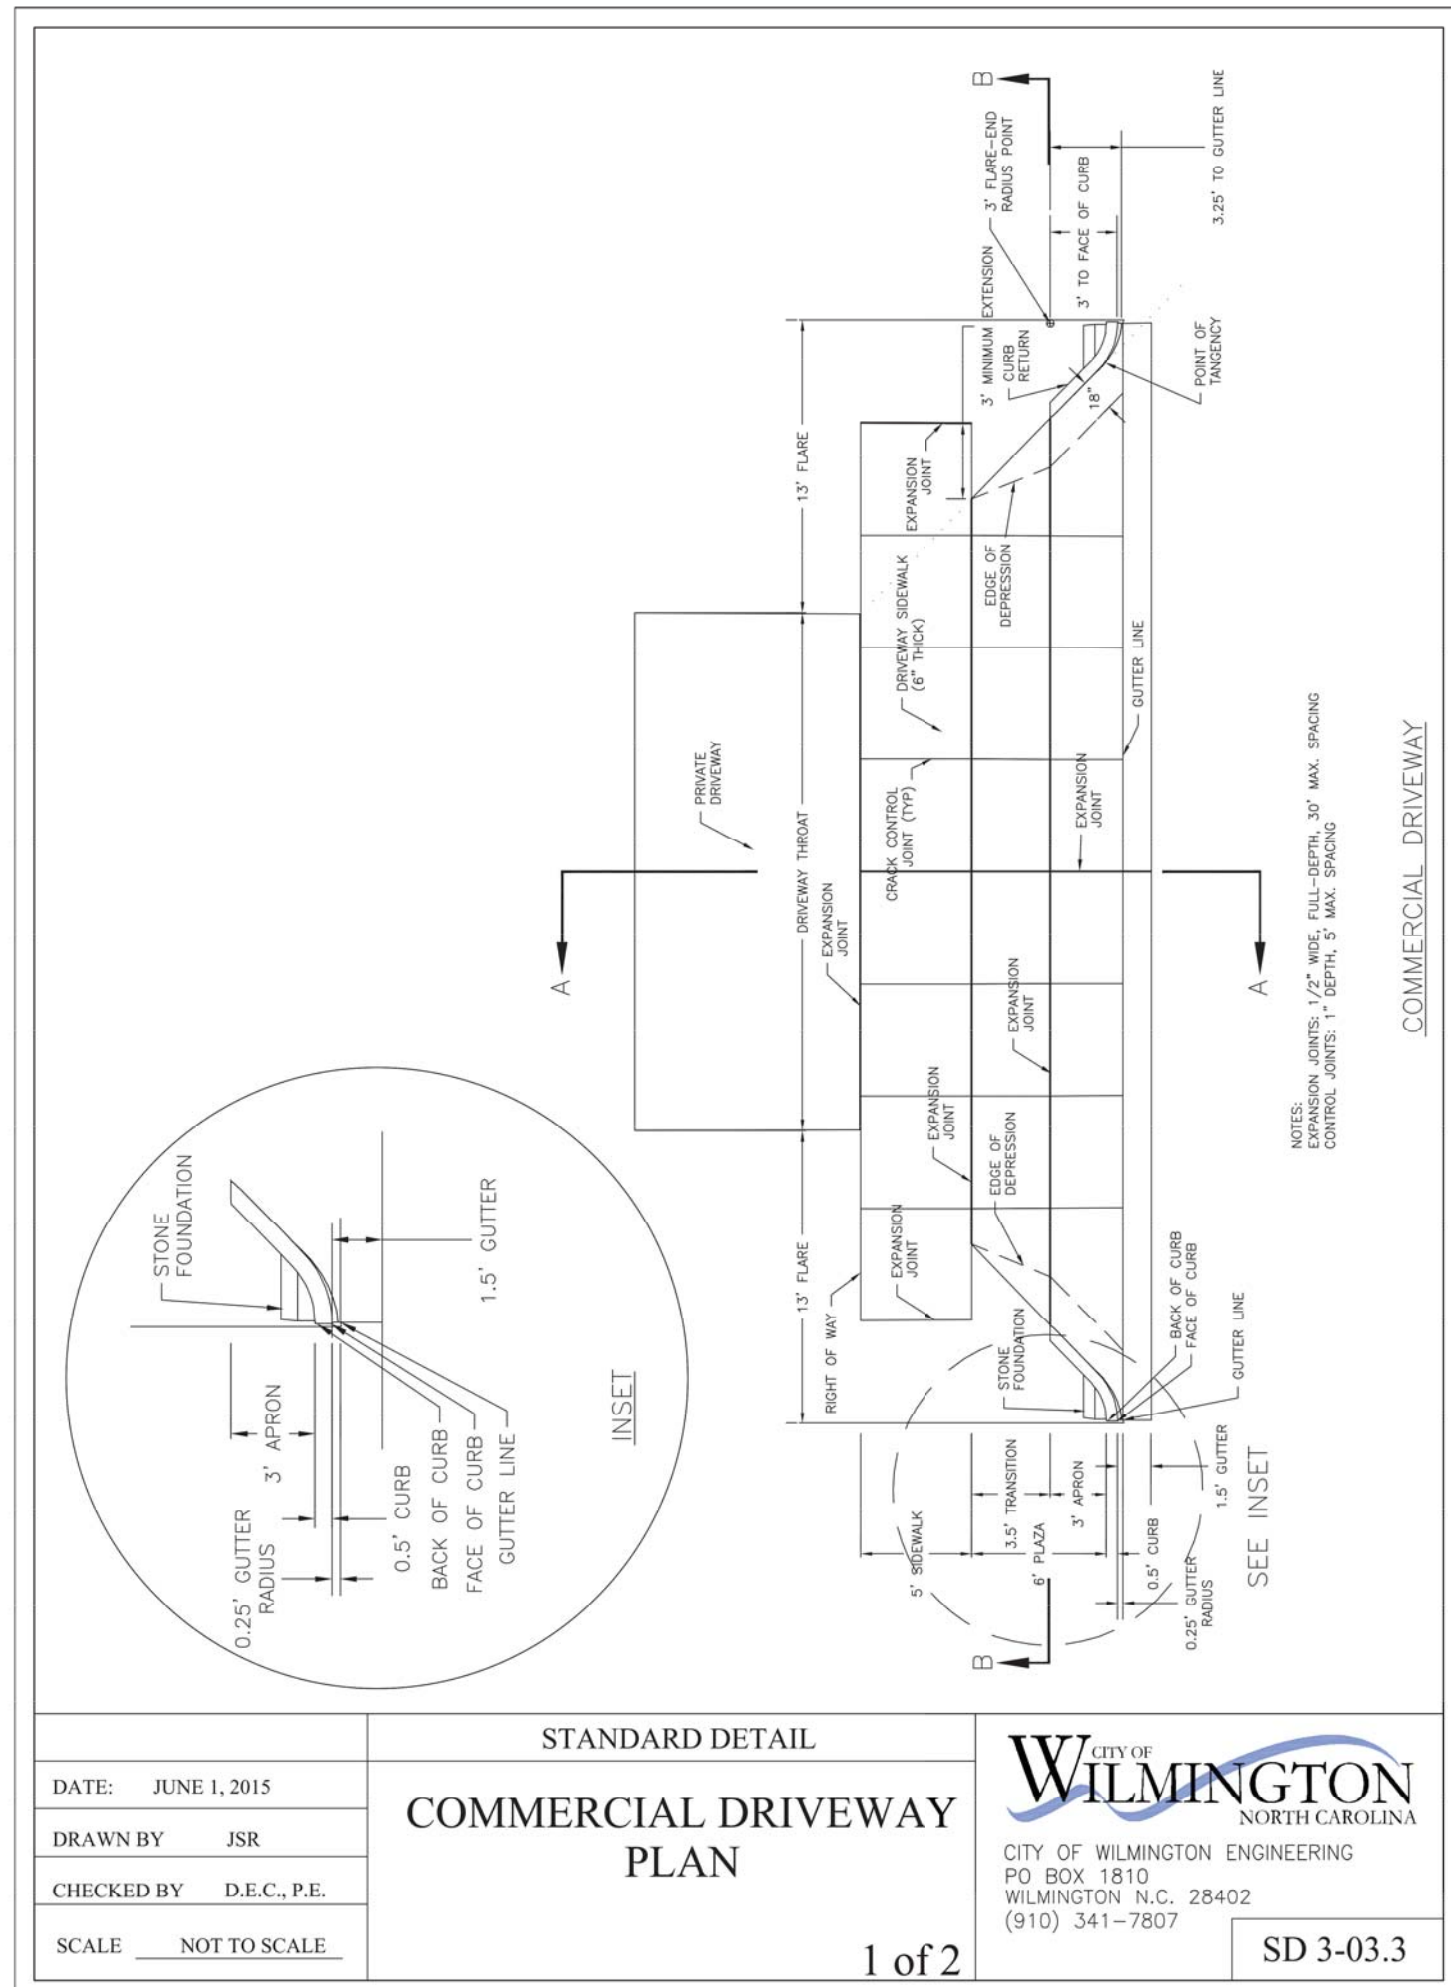 B
3' FLARE-END
RADIUS POINT
3.25' TO GUTTER LINE
3' TO FACE OF CURB
3' MINIMUM EXTENSION
CURB
RETURN
18"
POINT OF
TANGENCY
13' FLARE
EXPANSION
JOINT
EDGE OF
DEPRESSION
DRIVEWAY SIDEWALK
(6" THICK)
GUTTER LINE
PRIVATE
DRIVEWAY
CRACK CONTROL
JOINT (TYP)
EXPANSION
JOINT
DRIVEWAY THROAT
EXPANSION
JOINT
A
A
EXPANSION
JOINT
EXPANSION
JOINT
EDGE OF
DEPRESSION
13' FLARE
EXPANSION
JOINT
RIGHT OF WAY
STONE
FOUNDATION
BACK OF CURB
FACE OF CURB
GUTTER LINE
5' SIDEWALK
3.5' TRANSITION
6' PLAZA
3' APRON
0.5' CURB
0.25' GUTTER
RADIUS
1.5' GUTTER
SEE INSET
B
STONE
FOUNDATION
1.5' GUTTER
3' APRON
0.25' GUTTER
RADIUS
0.5' CURB
BACK OF CURB
FACE OF CURB
GUTTER LINE
INSET
NOTES:
EXPANSION JOINTS: 1/2" WIDE, FULL-DEPTH, 30' MAX. SPACING
CONTROL JOINTS: 1" DEPTH, 5' MAX. SPACING
COMMERCIAL DRIVEWAY
STANDARD DETAIL
COMMERCIAL DRIVEWAY
PLAN
1 of 2
DATE: JUNE 1, 2015
DRAWN BY JSR
CHECKED BY D.E.C., P.E.
SCALE NOT TO SCALE
CITY OF
WILMINGTON
NORTH CAROLINA
CITY OF WILMINGTON ENGINEERING
PO BOX 1810
WILMINGTON N.C. 28402
(910) 341-7807
SD 3-03.3